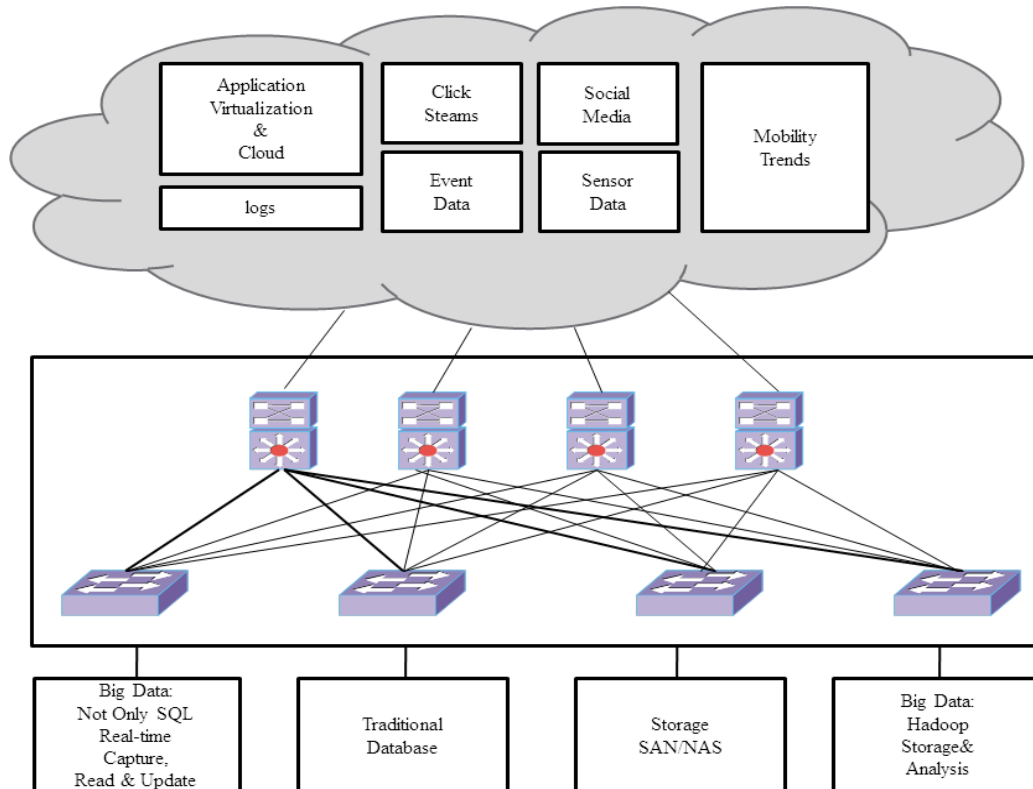 Application
Virtualization
&
Cloud
logs
Click
Steams
Event
Data
Social
Media
Sensor
Data
Mobility
Trends
Big Data:
Not Only SQL
Real-time
Capture,
Read & Update
Traditional
Database
Storage
SAN/NAS
Big Data:
Hadoop
Storage&
Analysis